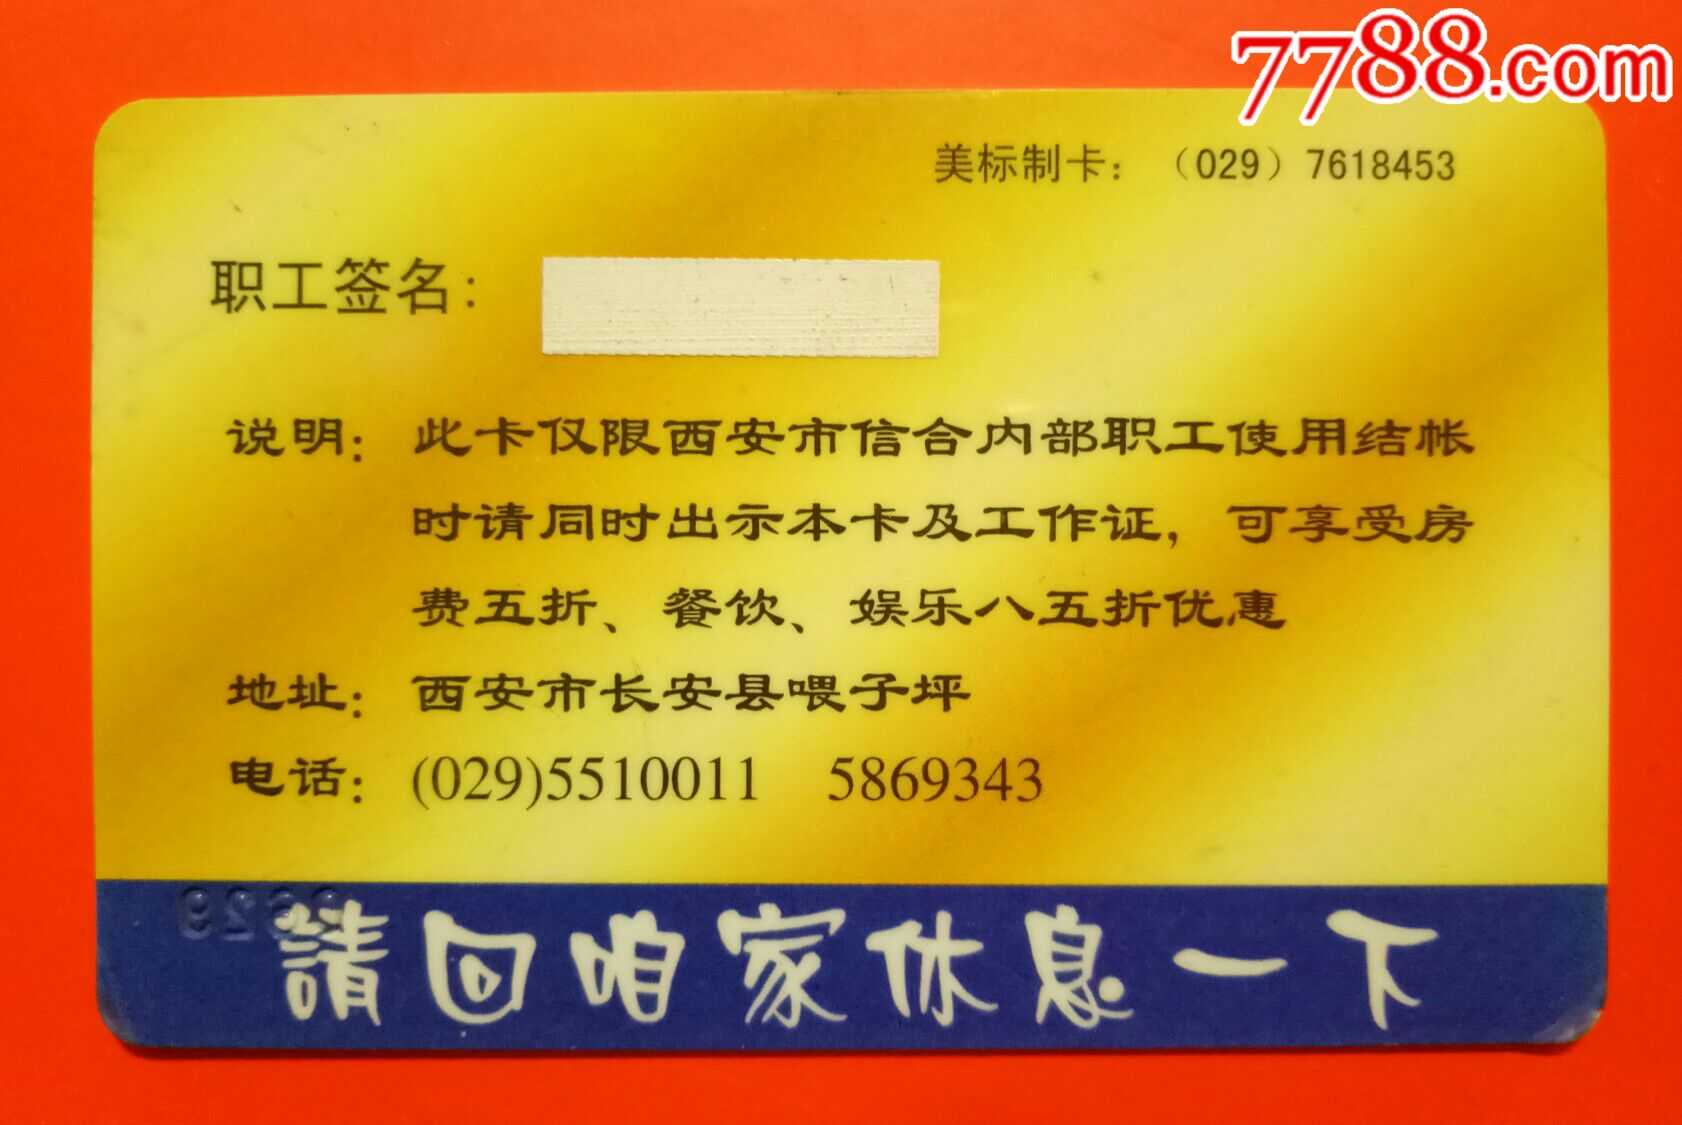 7788.com
美标制卡：（029）7618453
职工签名：
说明：此卡仅限西安市信合内部职工使用结帐
时请同时出示本卡及工作证，可享受房
费五折、餐饮、娱乐八五折优惠
地址：西安市长安县喂子坪
电话：(029)5510011 5869343
請回咱家休息一下